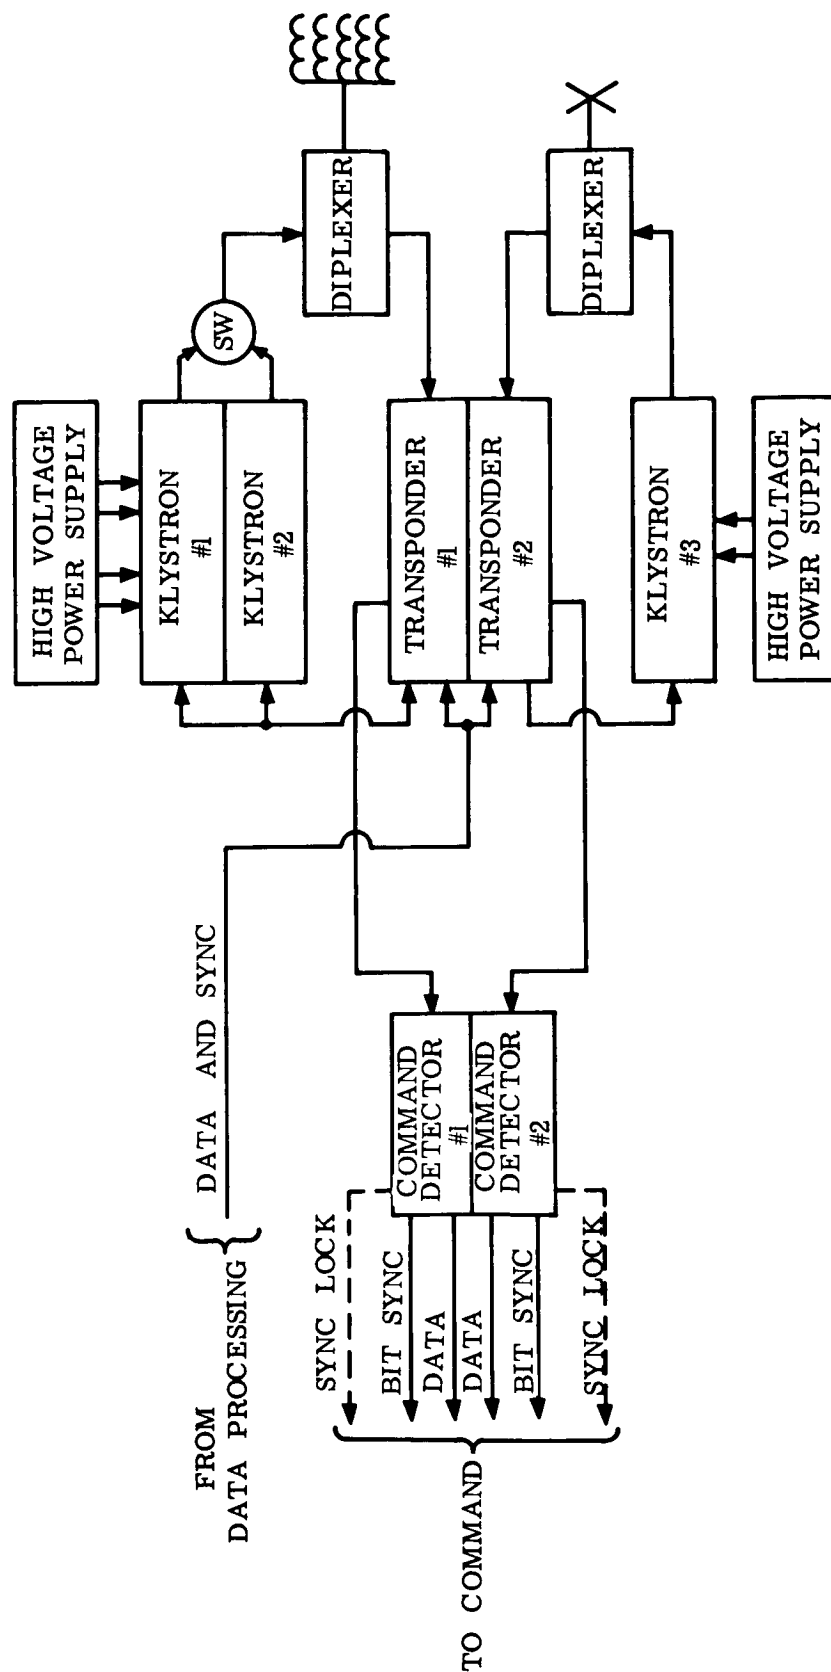 HIGH VOLTAGE
POWER SUPPLY
KLYSTRON
#1
KLYSTRON
#2
SW
DIPLEXER
FROM
DATA PROCESSING
DATA AND SYNC
TRANSPONDER
#1
TRANSPONDER
#2
DIPLEXER
SYNC LOCK
BIT SYNC
DATA
DATA
BIT SYNC
SYNC LOCK
TO COMMAND
COMMAND
DETECTOR
#1
COMMAND
DETECTOR
#2
KLYSTRON
#3
HIGH VOLTAGE
POWER SUPPLY